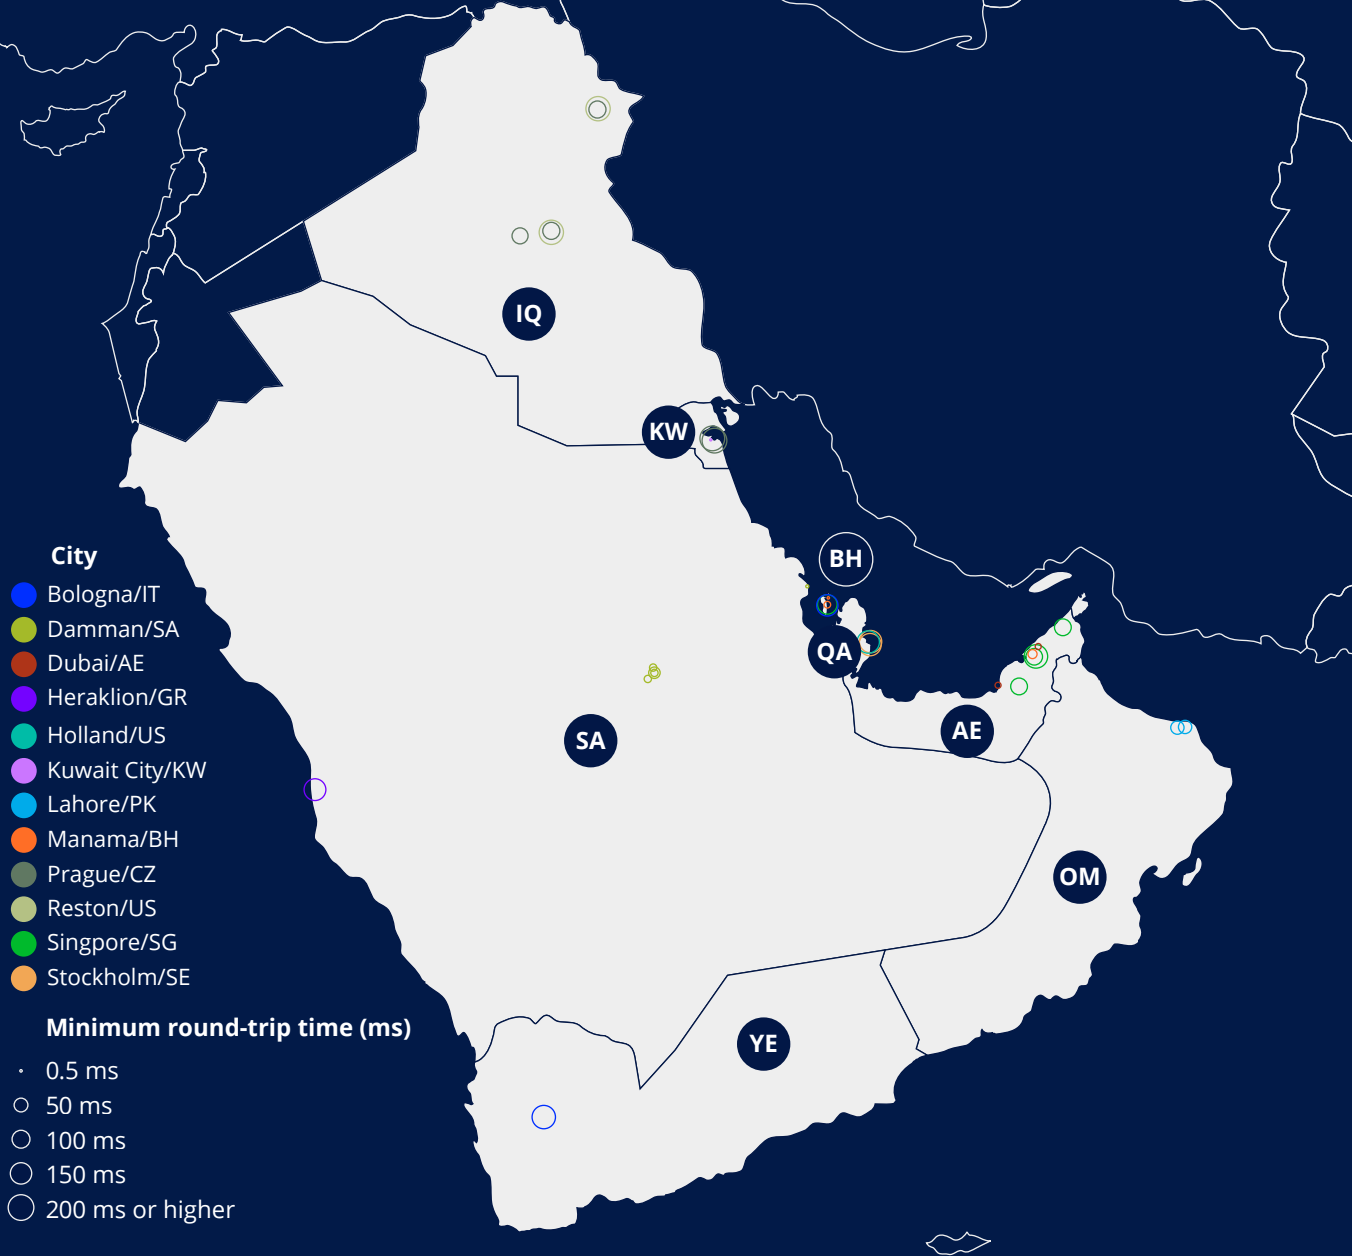 IQ
KW
BH
QA
SA
AE
OM
YE
City
Bologna/IT
Damman/SA
Dubai/AE
Heraklion/GR
Holland/US
Kuwait City/KW
Lahore/PK
Manama/BH
Prague/CZ
Reston/US
Singpore/SG
Stockholm/SE
Minimum round-trip time (ms)
0.5 ms
50 ms
100 ms
150 ms
200 ms or higher